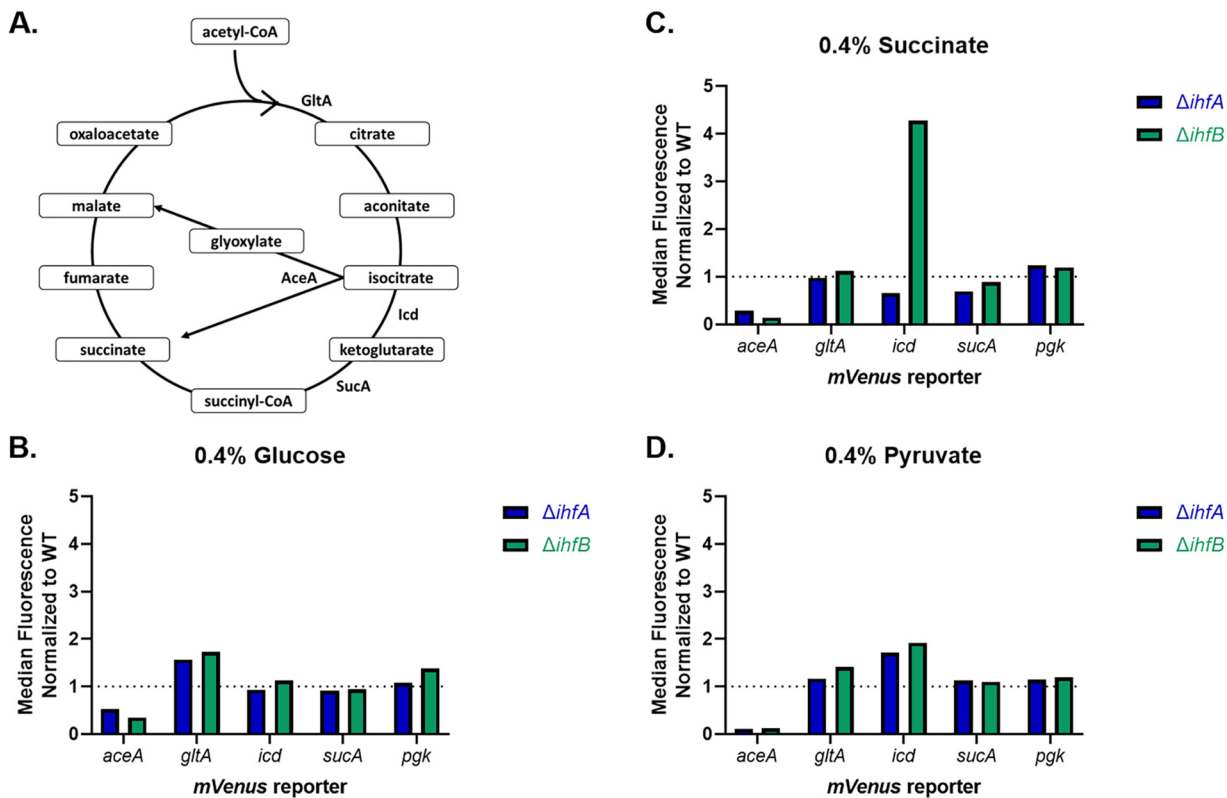 A.
acetyl-CoA
GltA
oxaloacetate
citrate
malate
aconitate
glyoxylate
fumarate
AceA
isocitrate
Icd
succinate
ketoglutarate
SucA
succinyl-CoA
B.
0.4% Glucose
Median Fluorescence
Normalized to WT
5
4
3
2
1
0
aceA
gltA
icd
sucA
pgk
mVenus reporter
ΔihfA
ΔihfB
C.
0.4% Succinate
Median Fluorescence
Normalized to WT
5
4
3
2
1
0
aceA
gltA
icd
sucA
pgk
mVenus reporter
ΔihfA
ΔihfB
D.
0.4% Pyruvate
Median Fluorescence
Normalized to WT
5
4
3
2
1
0
aceA
gltA
icd
sucA
pgk
mVenus reporter
ΔihfA
ΔihfB